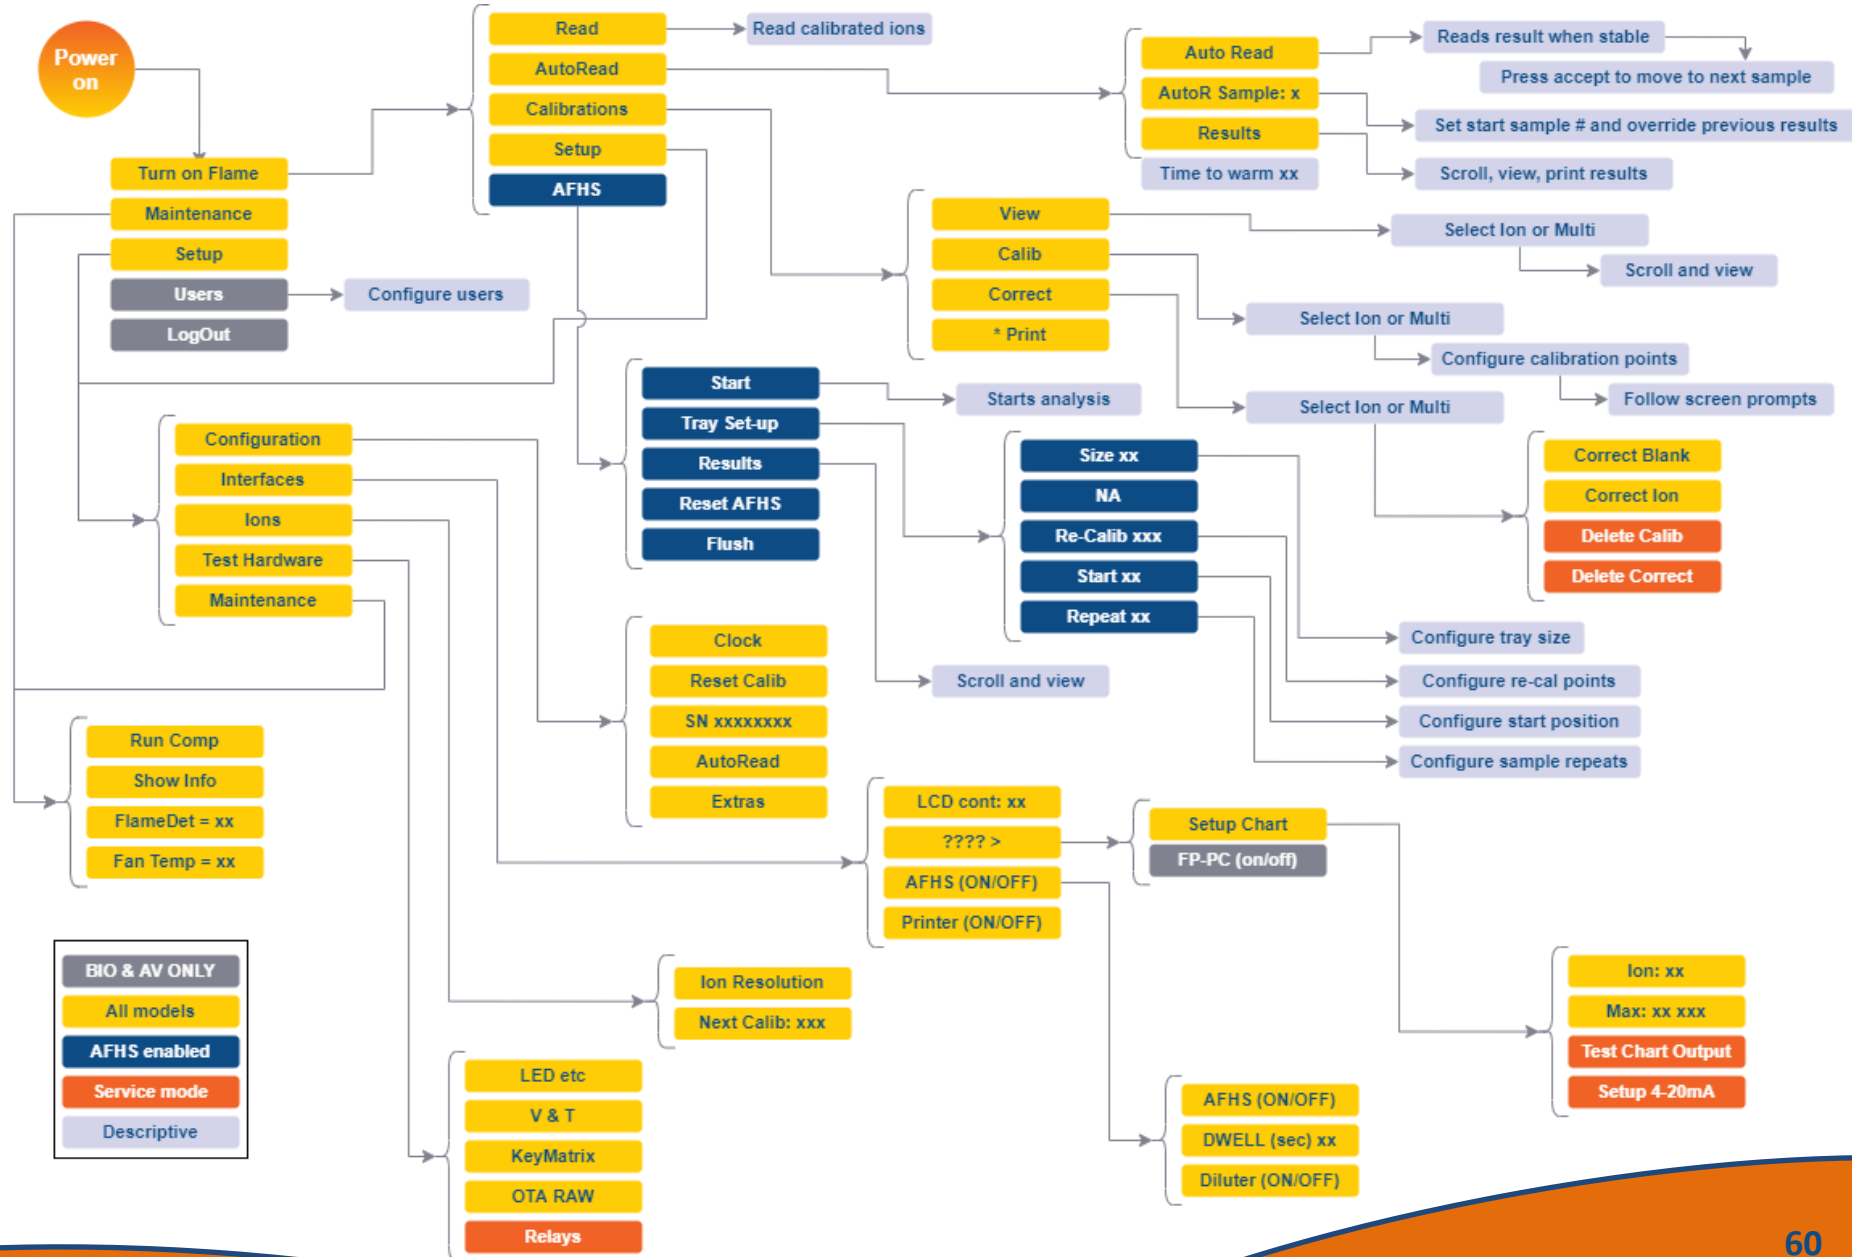 Power
on
Turn on Flame
Maintenance
Setup
Users
LogOut
Configure users
Read
AutoRead
Calibrations
Setup
AFHS
Read calibrated ions
Auto Read
AutoR Sample: x
Results
Time to warm xx
Reads result when stable
Press accept to move to next sample
Set start sample # and override previous results
Scroll, view, print results
View
Calib
Correct
* Print
Select Ion or Multi
Scroll and view
Select Ion or Multi
Configure calibration points
Follow screen prompts
Select Ion or Multi
Correct Blank
Correct Ion
Delete Calib
Delete Correct
Start
Tray Set-up
Results
Reset AFHS
Flush
Starts analysis
Scroll and view
Size xx
NA
Re-Calib xxx
Start xx
Repeat xx
Configure tray size
Configure re-cal points
Configure start position
Configure sample repeats
Configuration
Interfaces
Ions
Test Hardware
Maintenance
Clock
Reset Calib
SN xxxxxxxx
AutoRead
Extras
Run Comp
Show Info
FlameDet = xx
Fan Temp = xx
LCD cont: xx
???? >
AFHS (ON/OFF)
Printer (ON/OFF)
Setup Chart
FP-PC (on/off)
Ion: xx
Max: xx xxx
Test Chart Output
Setup 4-20mA
Ion Resolution
Next Calib: xxx
AFHS (ON/OFF)
DWELL (sec) xx
Diluter (ON/OFF)
LED etc
V & T
KeyMatrix
OTA RAW
Relays
BIO & AV ONLY
All models
AFHS enabled
Service mode
Descriptive
60